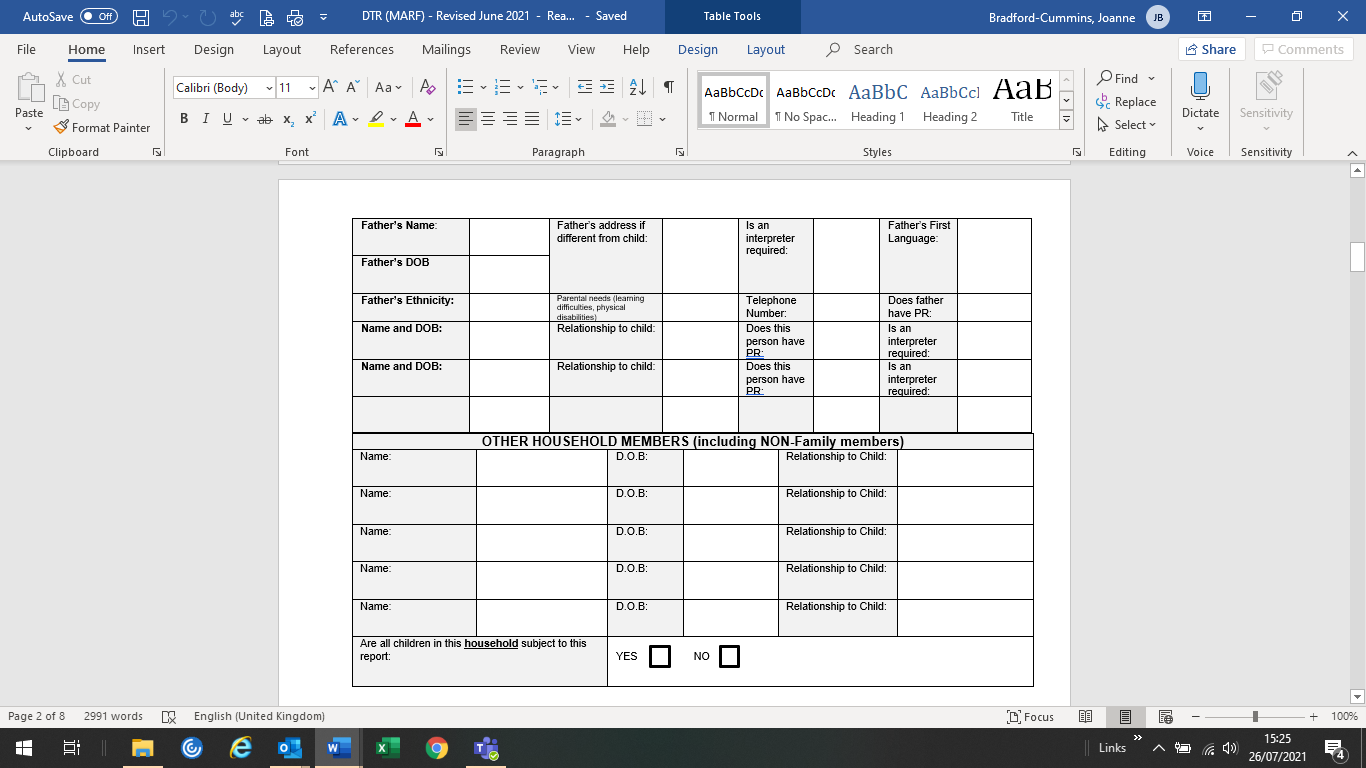 AutoSave Off DTR (MARF) - Revised June 2021 - Rea... - Saved Table Tools Bradford-Cummins, Joanne JB
File Home Insert Design Layout References Mailings Review View Help Design Layout Search Share Comments
Paste Cut Copy Format Painter
Calibri (Body) 11
AaBbCcDc AaBbCcDc AaBbC AaBbCcl AaB
¶ Normal ¶ No Spac... Heading 1 Heading 2 Title
Find Replace Select
Dictate Sensitivity
Clipboard Font Paragraph Styles Editing Voice Sensitivity
Father's Name:
Father's address if
different from child:
Is an
interpreter
required:
Father's First
Language:
Father's DOB
Father's Ethnicity:
Parental needs (learning
difficulties, physical
disabilities)
Telephone
Number:
Does father
have PR:
Name and DOB:
Relationship to child:
Does this
person have
PR:
Is an
interpreter
required:
Name and DOB:
Relationship to child:
Does this
person have
PR:
Is an
interpreter
required:
OTHER HOUSEHOLD MEMBERS (including NON-Family members)
Name: D.O.B: Relationship to Child:
Name: D.O.B: Relationship to Child:
Name: D.O.B: Relationship to Child:
Name: D.O.B: Relationship to Child:
Name: D.O.B: Relationship to Child:
Are all children in this household subject to this
report:
YES NO
Page 2 of 8 2991 words English (United Kingdom) Focus 100%
Links 15:25
26/07/2021 4